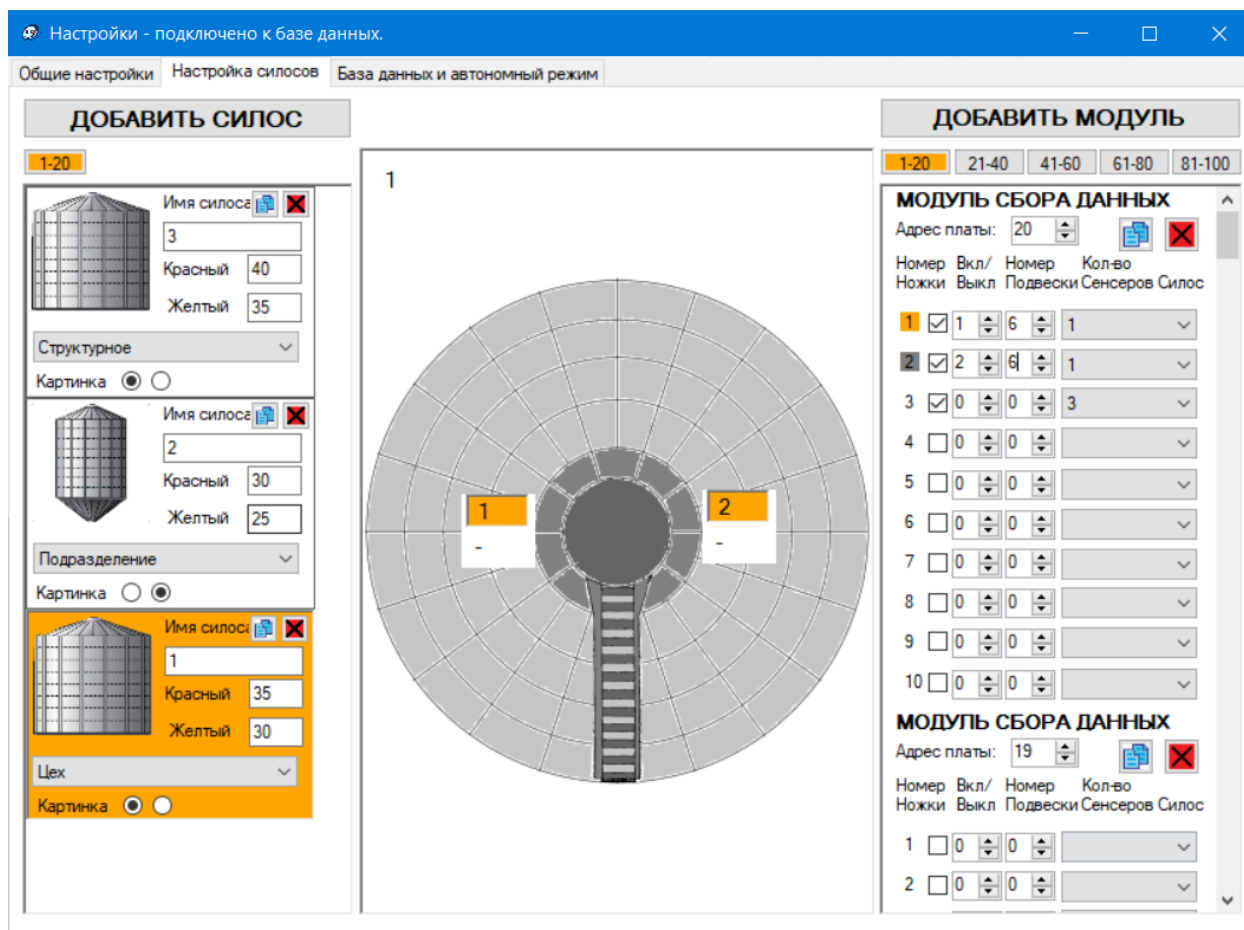 Настройки - подключено к базе данных.
Общие настройки Настройка силосов База данных и автономный режим
ДОБАВИТЬ СИЛОС
1-20
Имя силоса
3
Красный 40
Желтый 35
Структурное
Картинка
Имя силоса
2
Красный 30
Желтый 25
Подразделение
Картинка
Имя силоса
1
Красный 35
Желтый 30
Цех
Картинка
1
1
-
2
-
ДОБАВИТЬ МОДУЛЬ
1-20 21-40 41-60 61-80 81-100
МОДУЛЬ СБОРА ДАННЫХ
Адрес платы: 20
Номер Вкл/ Номер Кол-во
Ножки Выкл Подвески Сенсеров Силос
1 1 6 1
2 2 6 1
3 0 0 3
4 0 0
5 0 0
6 0 0
7 0 0
8 0 0
9 0 0
10 0 0
МОДУЛЬ СБОРА ДАННЫХ
Адрес платы: 19
Номер Вкл/ Номер Кол-во
Ножки Выкл Подвески Сенсеров Силос
1 0 0
2 0 0